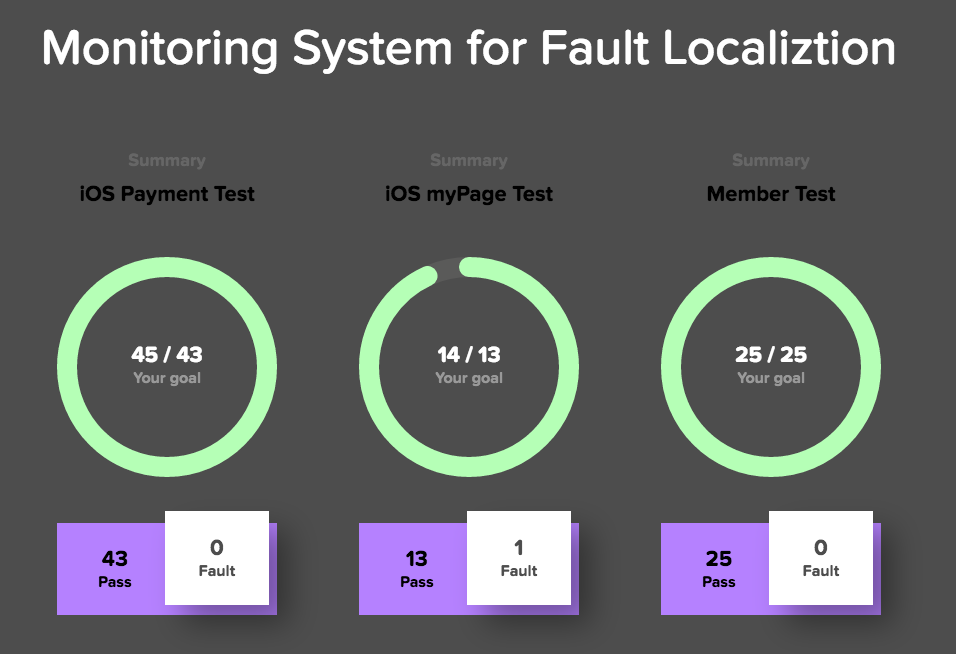 Monitoring System for Fault Localiztion
Summary
iOS Payment Test
45 / 43
Your goal
43
Pass
0
Fault
Summary
iOS myPage Test
14 / 13
Your goal
13
Pass
1
Fault
Summary
Member Test
25 / 25
Your goal
25
Pass
0
Fault